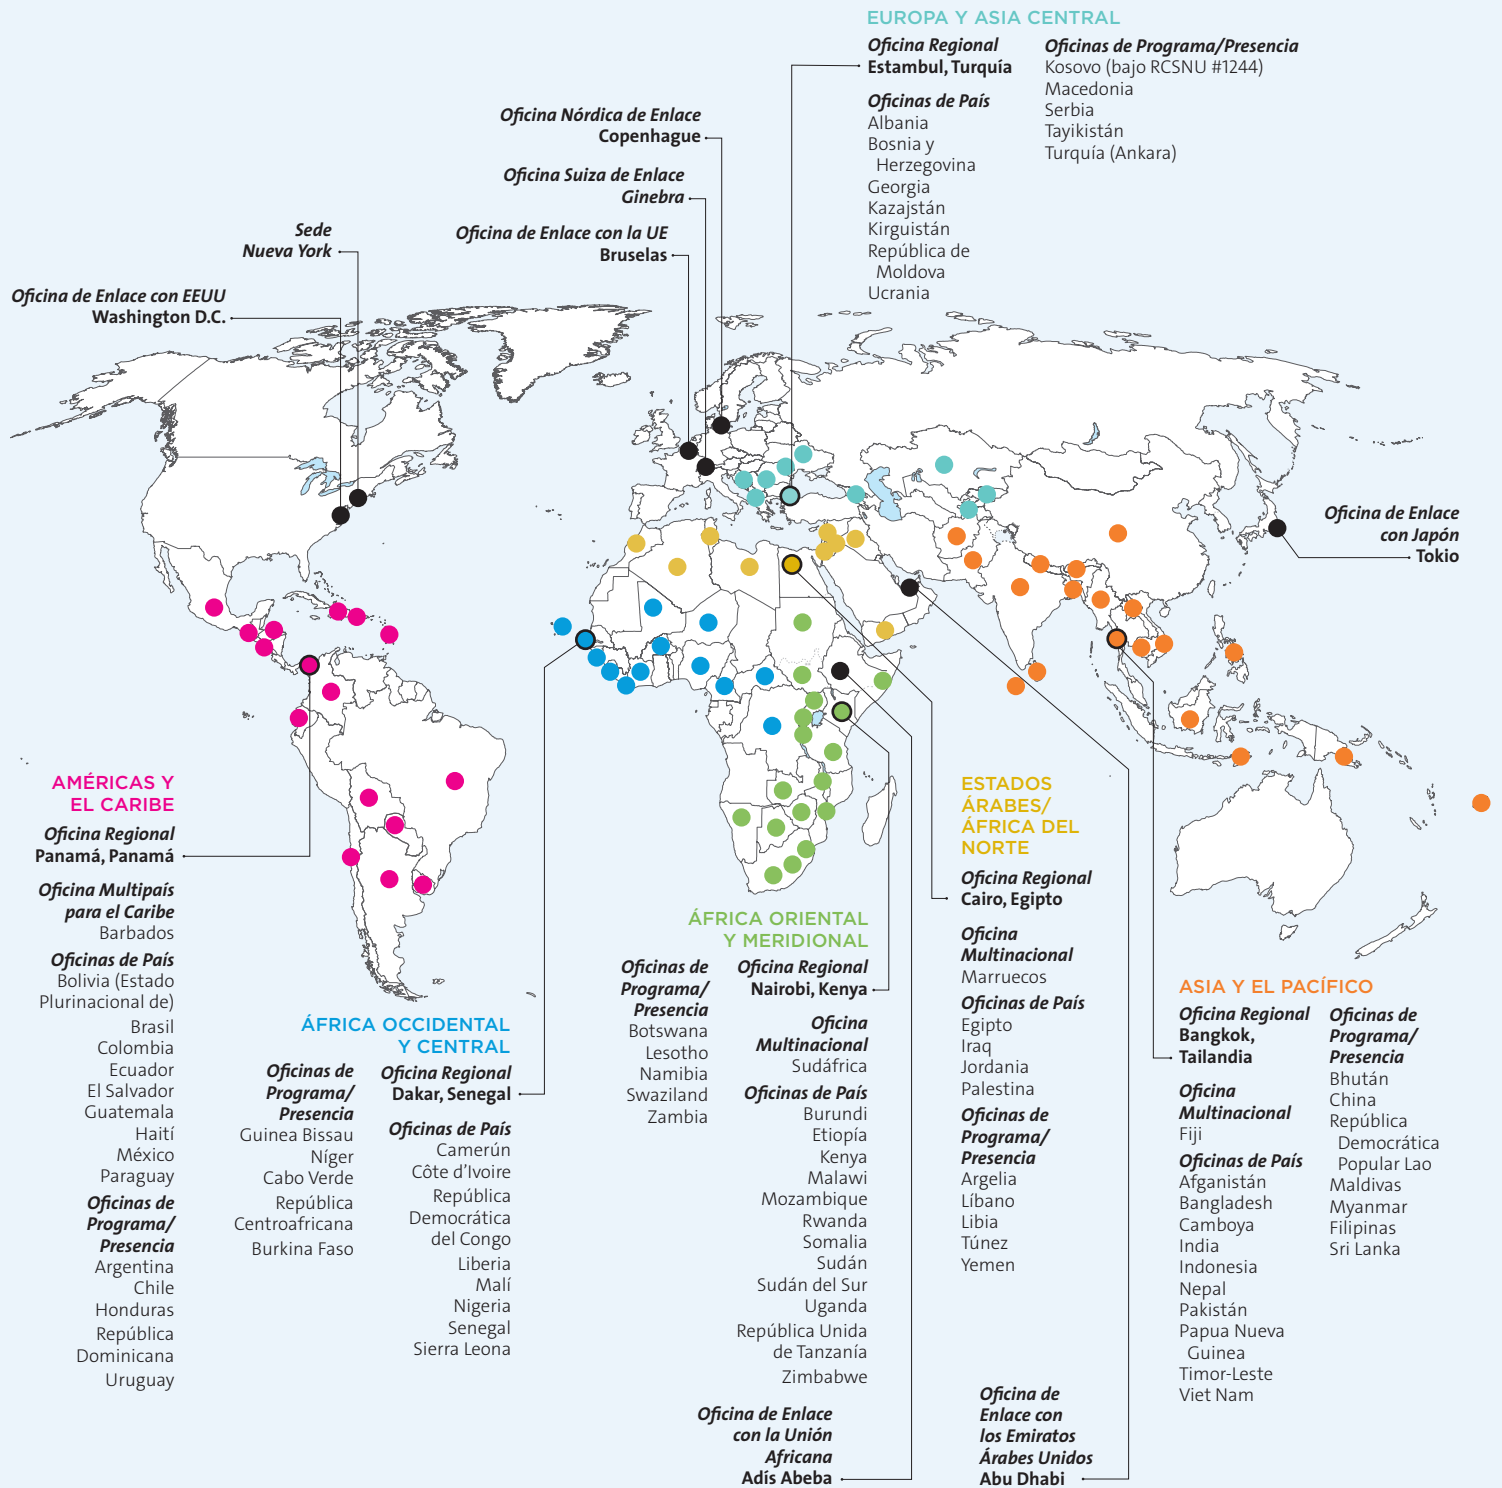 EUROPA Y ASIA CENTRAL
Oficina Regional
Estambul, Turquía
Oficinas de País
Albania
Bosnia y
Herzegovina
Georgia
Kazajstán
Kirguistán
República de
Moldova
Ucrania
Oficinas de Programa/Presencia
Kosovo (bajo RCSNU #1244)
Macedonia
Serbia
Tayikistán
Turquía (Ankara)
Oficina Nórdica de Enlace
Copenhague
Oficina Suiza de Enlace
Ginebra
Oficina de Enlace con la UE
Bruselas
Sede
Nueva York
Oficina de Enlace con EEUU
Washington D.C.
Oficina de Enlace
con Japón
Tokio
AMÉRICAS Y
EL CARIBE
Oficina Regional
Panamá, Panamá
Oficina Multipaís
para el Caribe
Barbados
Oficinas de País
Bolivia (Estado
Plurinacional de)
Brasil
Colombia
Ecuador
El Salvador
Guatemala
Haití
México
Paraguay
Oficinas de
Programa/
Presencia
Argentina
Chile
Honduras
República
Dominicana
Uruguay
ÁFRICA OCCIDENTAL
Y CENTRAL
Oficinas de
Programa/
Presencia
Guinea Bissau
Níger
Cabo Verde
República
Centroafricana
Burkina Faso
Oficina Regional
Dakar, Senegal
Oficinas de País
Camerún
Côte d’Ivoire
República
Democrática
del Congo
Liberia
Malí
Nigeria
Senegal
Sierra Leona
ÁFRICA ORIENTAL
Y MERIDIONAL
Oficinas de
Programa/
Presencia
Botswana
Lesotho
Namibia
Swaziland
Zambia
Oficina Regional
Nairobi, Kenya
Oficina
Multinacional
Sudáfrica
Oficinas de País
Burundi
Etiopía
Kenya
Malawi
Mozambique
Rwanda
Somalia
Sudán
Sudán del Sur
Uganda
República Unida
de Tanzanía
Zimbabwe
Oficina de Enlace
con la Unión
Africana
Adís Abeba
ESTADOS
ÁRABES/
ÁFRICA DEL
NORTE
Oficina Regional
Cairo, Egipto
Oficina
Multinacional
Marruecos
Oficinas de País
Egipto
Iraq
Jordania
Palestina
Oficinas de
Programa/
Presencia
Argelia
Líbano
Libia
Túnez
Yemen
Oficina de
Enlace con
los Emiratos
Árabes Unidos
Abu Dhabi
ASIA Y EL PACÍFICO
Oficina Regional
Bangkok,
Tailandia
Oficina
Multinacional
Fiji
Oficinas de País
Afganistán
Bangladesh
Camboya
India
Indonesia
Nepal
Pakistán
Papua Nueva
Guinea
Timor-Leste
Viet Nam
Oficinas de
Programa/
Presencia
Bhután
China
República
Democrática
Popular Lao
Maldivas
Myanmar
Filipinas
Sri Lanka